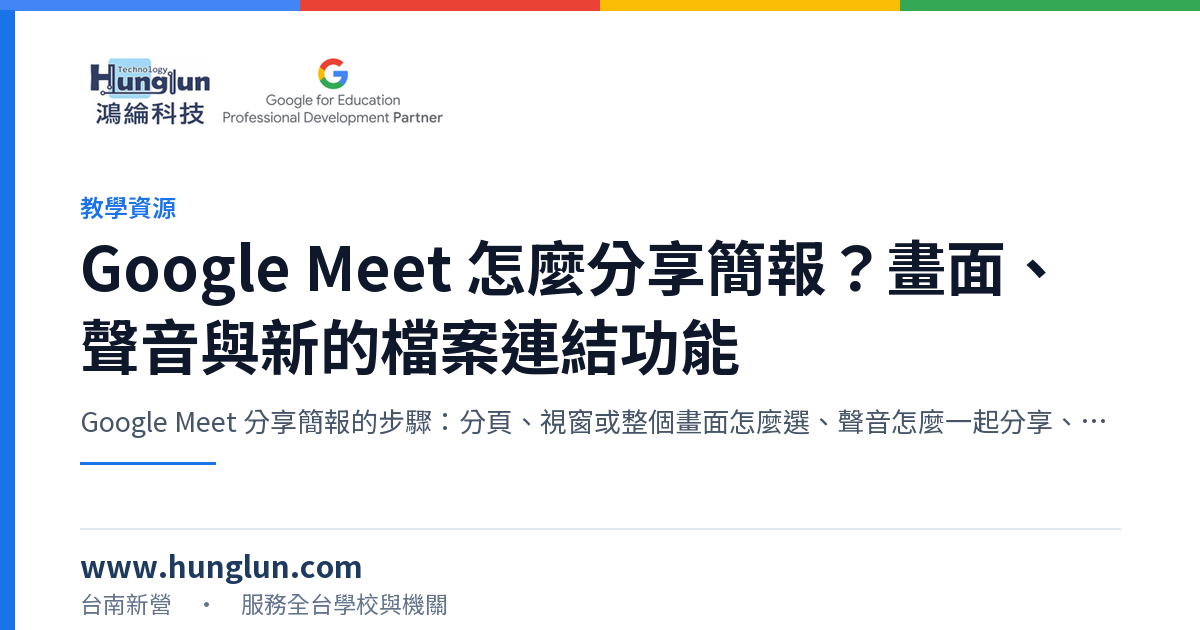 Technology
Hunglun
鴻綸科技
Google for Education
Professional Development Partner
教學資源
Google Meet 怎麼分享簡報？畫面、
聲音與新的檔案連結功能
Google Meet 分享簡報的步驟：分頁、視窗或整個畫面怎麼選、聲音怎麼一起分享、…
www.hunglun.com
台南新營 • 服務全台學校與機關